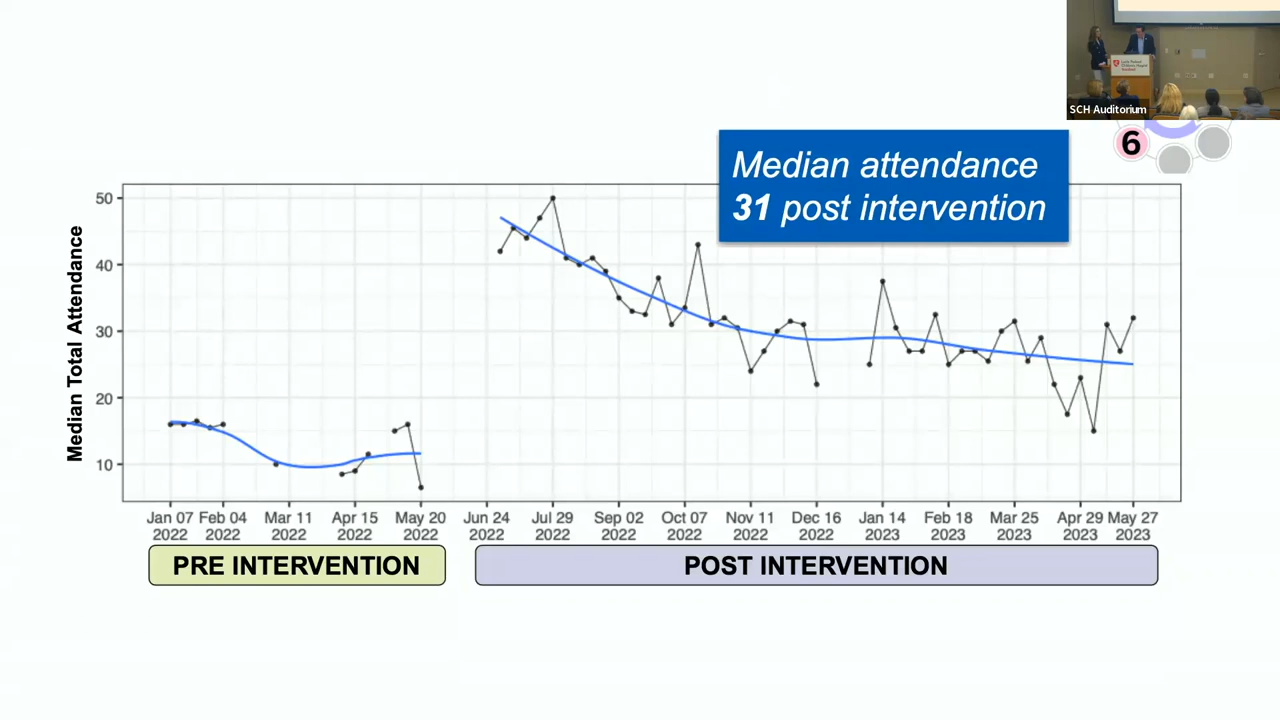 SCH Auditorium
6
Median attendance
31 post intervention
Median Total Attendance
50
40
30
20
10
Jan 07 Feb 04 Mar 11 Apr 15 May 20 Jun 24 Jul 29 Sep 02 Oct 07 Nov 11 Dec 16 Jan 14 Feb 18 Mar 25 Apr 29 May 27
2022 2022 2022 2022 2022 2022 2022 2022 2022 2022 2022 2023 2023 2023 2023 2023
PRE INTERVENTION
POST INTERVENTION